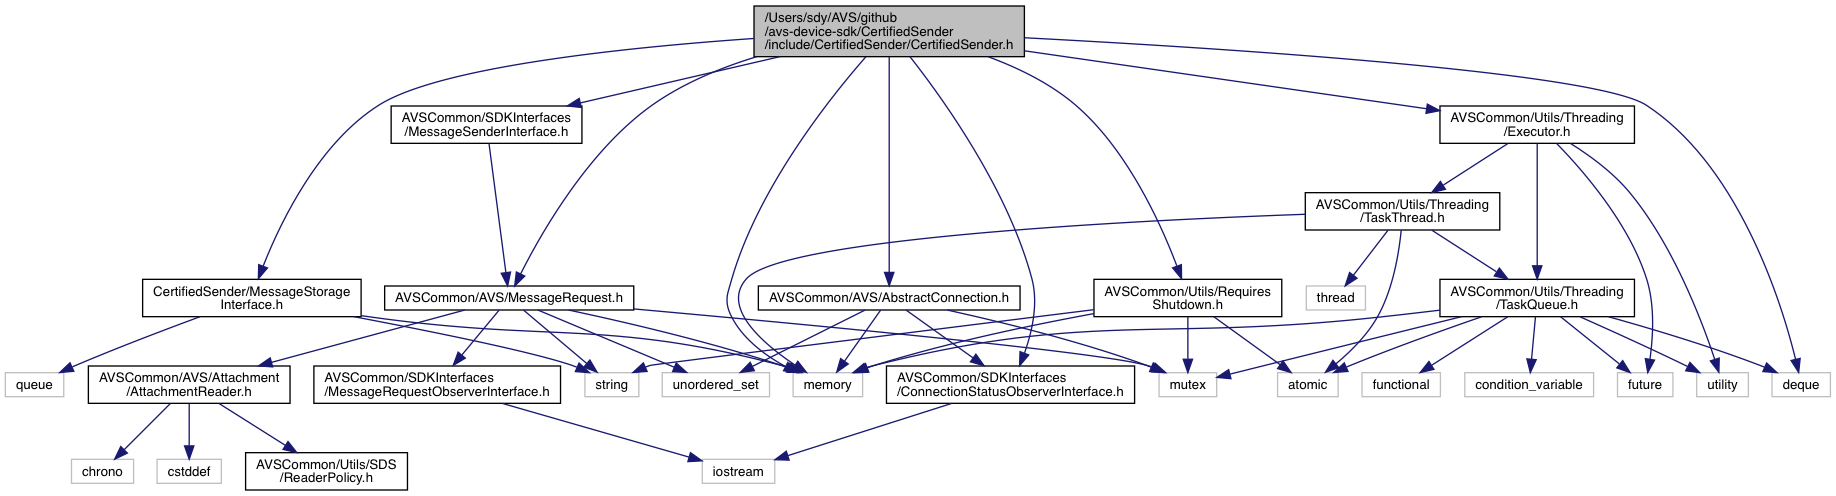 /Users/sdy/AVS/github
/avs-device-sdk/CertifiedSender
/include/CertifiedSender/CertifiedSender.h
AVSCommon/SDKInterfaces
/MessageSenderInterface.h
AVSCommon/Utils/Threading
/Executor.h
AVSCommon/Utils/Threading
/TaskThread.h
CertifiedSender/MessageStorage
Interface.h
AVSCommon/AVS/MessageRequest.h
AVSCommon/AVS/AbstractConnection.h
AVSCommon/Utils/Requires
Shutdown.h
thread
AVSCommon/Utils/Threading
/TaskQueue.h
queue
AVSCommon/AVS/Attachment
/AttachmentReader.h
AVSCommon/SDKInterfaces
/MessageRequestObserverInterface.h
string
unordered_set
memory
AVSCommon/SDKInterfaces
/ConnectionStatusObserverInterface.h
mutex
atomic
functional
condition_variable
future
utility
deque
chrono
cstddef
AVSCommon/Utils/SDS
/ReaderPolicy.h
iostream